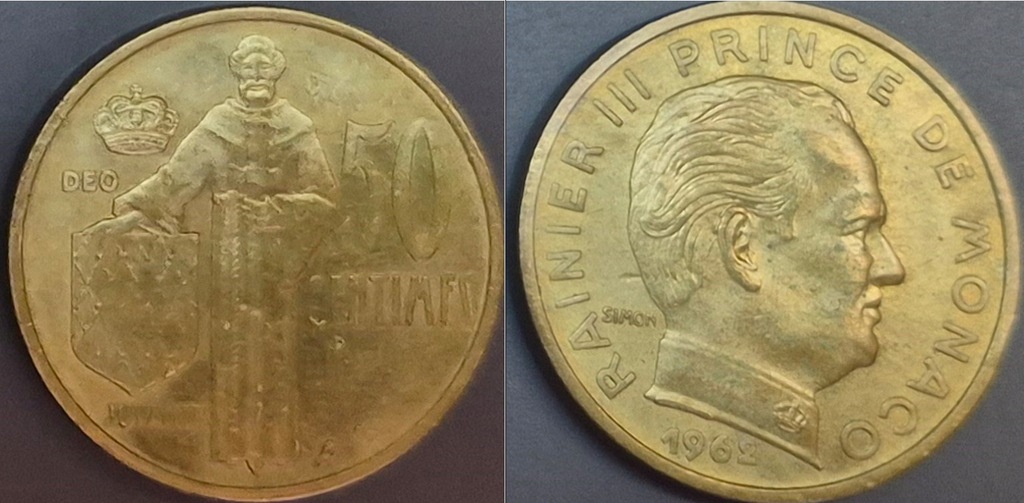 DEO
50
CENTIMES
RAINIER III PRINCE DE MONACO
SIMON
1962